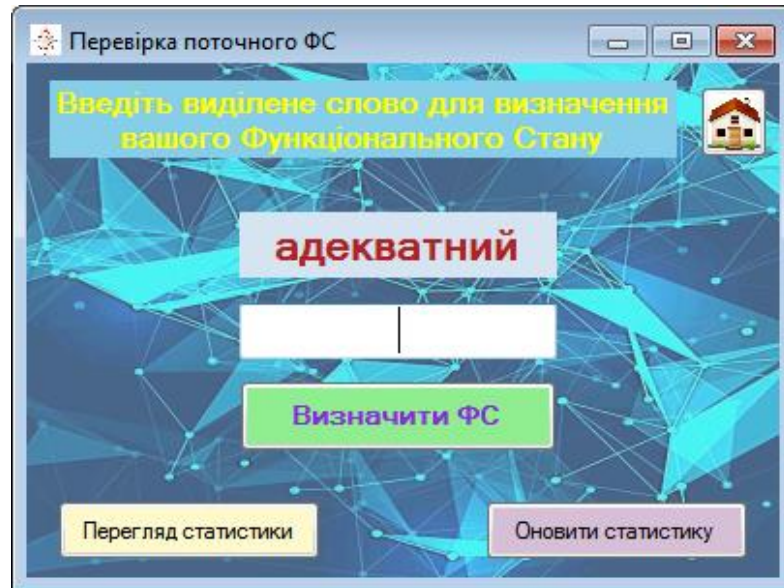 Перевірка поточного ФС
Введіть виділене слово для визначення
вашого Функціонального Стану
адекватний
Визначити ФС
Перегляд статистики
Оновити статистику